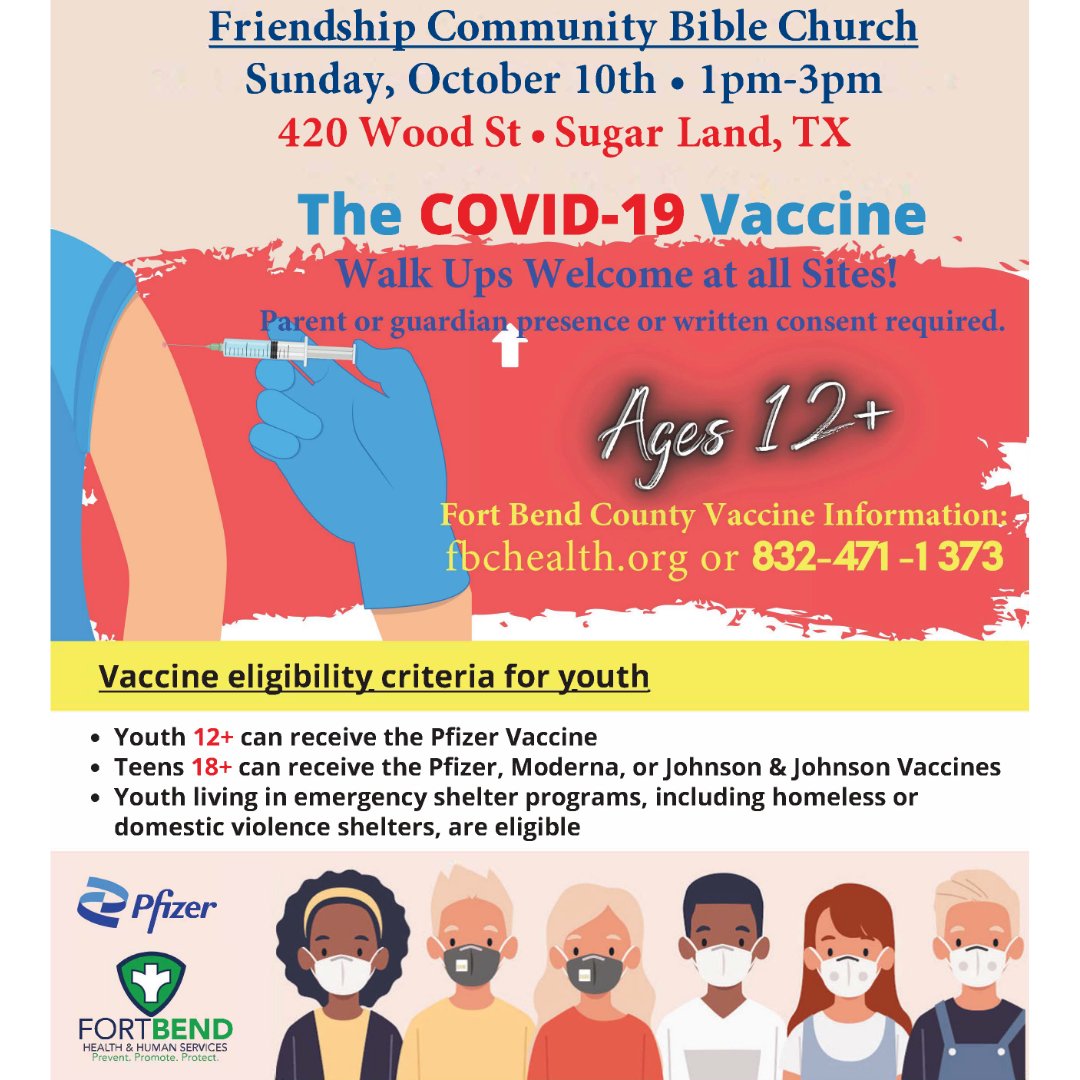 Friendship Community Bible Church
Sunday, October 10th • 1pm-3pm
420 Wood St • Sugar Land, TX
The COVID-19 Vaccine
Walk Ups Welcome at all Sites!
Parent or guardian presence or written consent required.
Ages 12+
Fort Bend County Vaccine Information:
fbchealth.org or 832-471-1373
Vaccine eligibility criteria for youth
• Youth 12+ can receive the Pfizer Vaccine
• Teens 18+ can receive the Pfizer, Moderna, or Johnson & Johnson Vaccines
• Youth living in emergency shelter programs, including homeless or
domestic violence shelters, are eligible
Pfizer
FORTBEND
HEALTH & HUMAN SERVICES
Prevent. Promote. Protect.